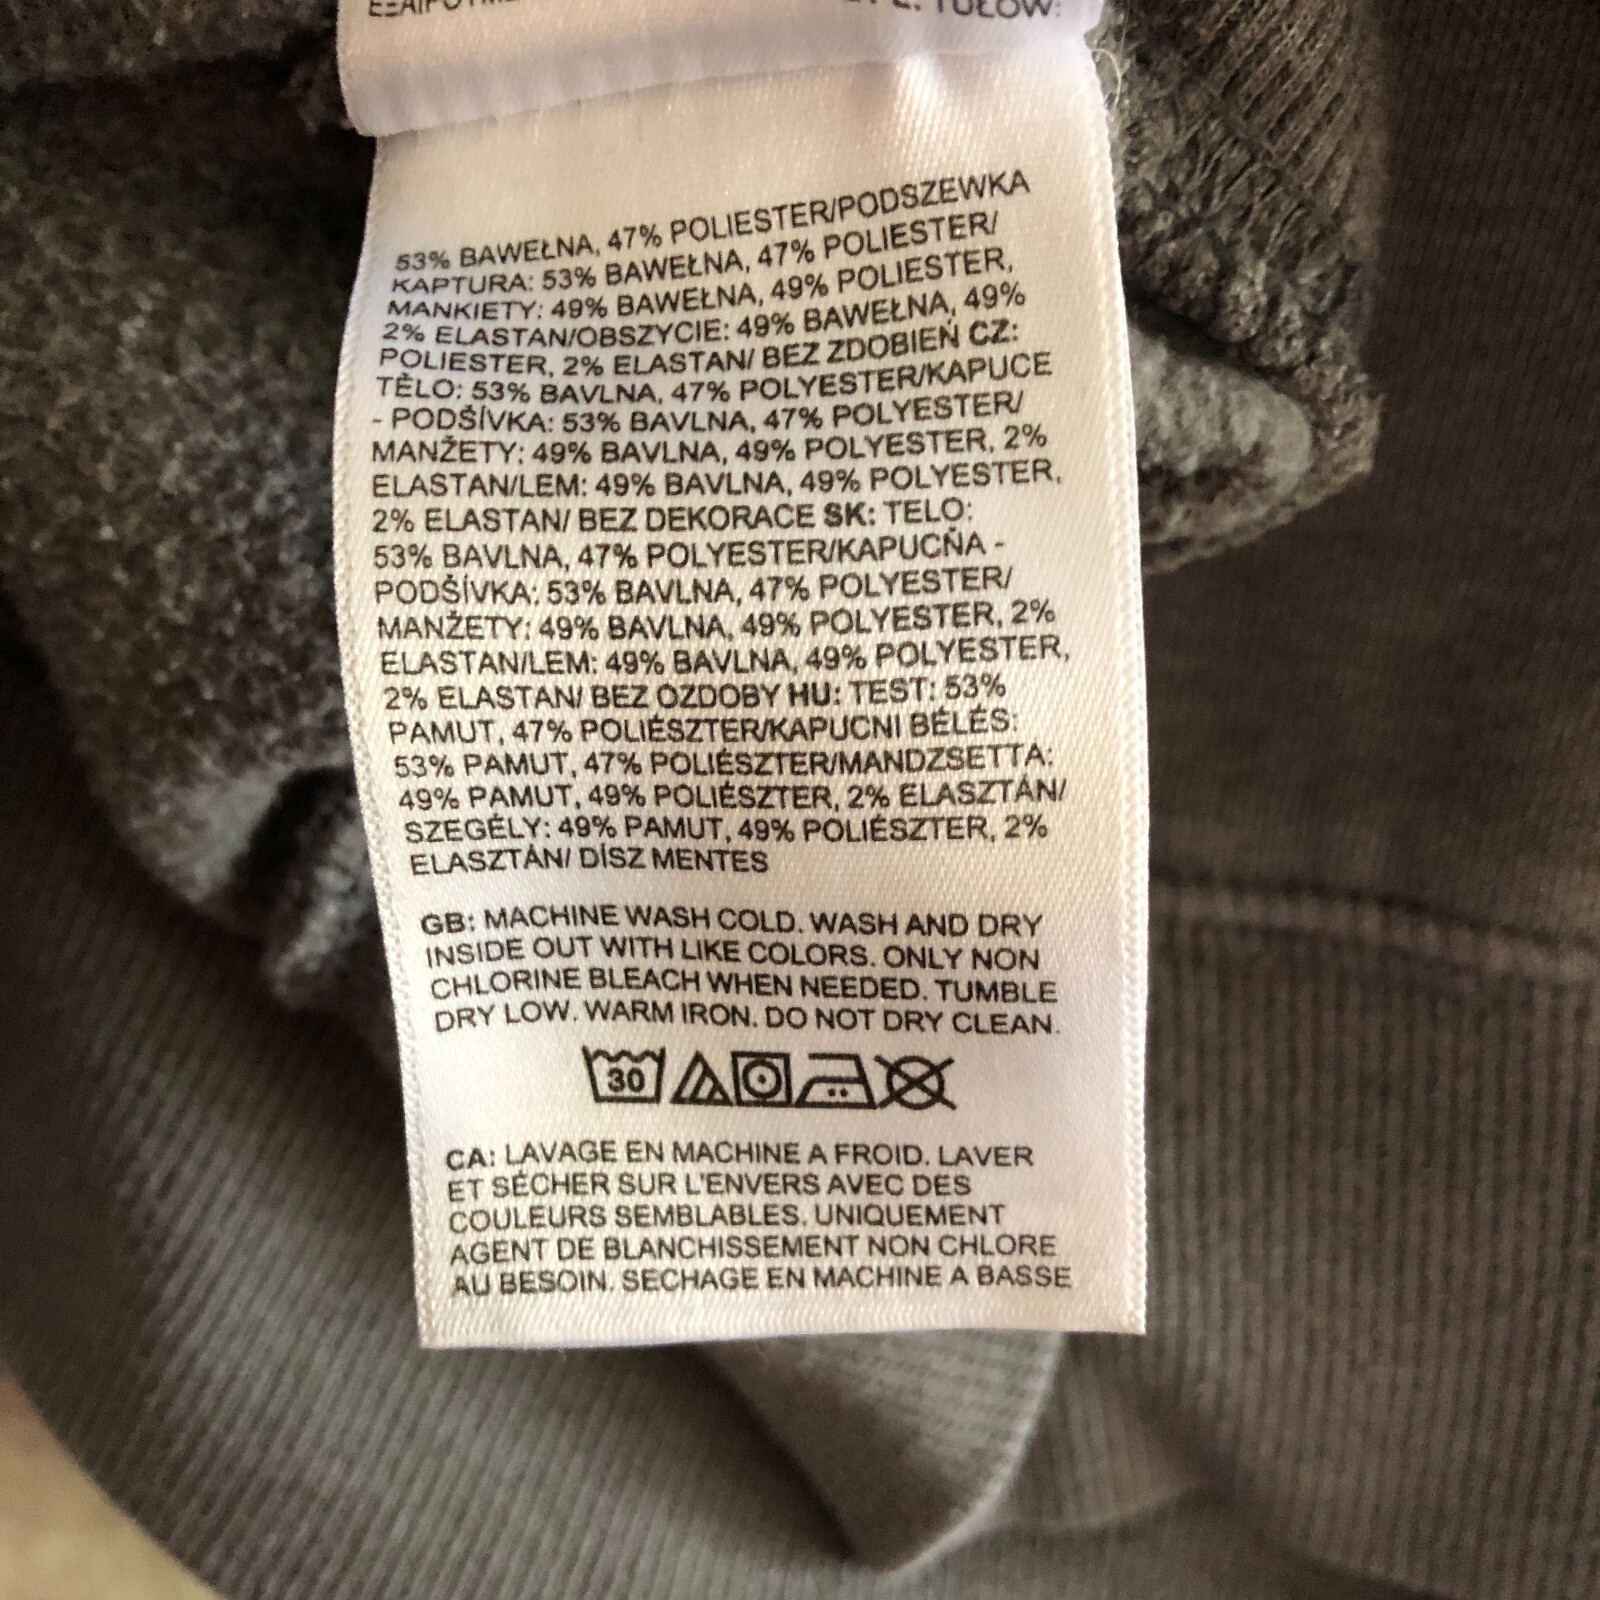 TUŁÓW:
53% BAWEŁNA, 47% POLIESTER/PODSZEWKA
KAPTURA: 53% BAWEŁNA, 47% POLIESTER/
MANKIETY: 49% BAWEŁNA, 49% POLIESTER,
2% ELASTAN/OBSZYCIE: 49% BAWEŁNA, 49%
POLIESTER, 2% ELASTAN/ BEZ ZDOBIEŃ CZ:
TĚLO: 53% BAVLNA, 47% POLYESTER/KAPUCE
- PODŠÍVKA: 53% BAVLNA, 47% POLYESTER/
MANŽETY: 49% BAVLNA, 49% POLYESTER, 2%
ELASTAN/LEM: 49% BAVLNA, 49% POLYESTER,
2% ELASTAN/ BEZ DEKORACE SK: TELO:
53% BAVLNA, 47% POLYESTER/KAPUCŇA -
PODŠÍVKA: 53% BAVLNA, 47% POLYESTER/
MANŽETY: 49% BAVLNA, 49% POLYESTER, 2%
ELASTAN/LEM: 49% BAVLNA, 49% POLYESTER,
2% ELASTAN/ BEZ OZDOBY HU: TEST: 53%
PAMUT, 47% POLIÉSZTER/KAPUCNI BÉLÉS:
53% PAMUT, 47% POLIÉSZTER/MANDZSETTA:
49% PAMUT, 49% POLIÉSZTER, 2% ELASZTÁN/
SZEGÉLY: 49% PAMUT, 49% POLIÉSZTER, 2%
ELASZTÁN/ DÍSZ MENTES
GB: MACHINE WASH COLD. WASH AND DRY
INSIDE OUT WITH LIKE COLORS. ONLY NON
CHLORINE BLEACH WHEN NEEDED. TUMBLE
DRY LOW. WARM IRON. DO NOT DRY CLEAN.
30
CA: LAVAGE EN MACHINE A FROID. LAVER
ET SÉCHER SUR L'ENVERS AVEC DES
COULEURS SEMBLABLES. UNIQUEMENT
AGENT DE BLANCHISSEMENT NON CHLORE
AU BESOIN. SECHAGE EN MACHINE A BASSE